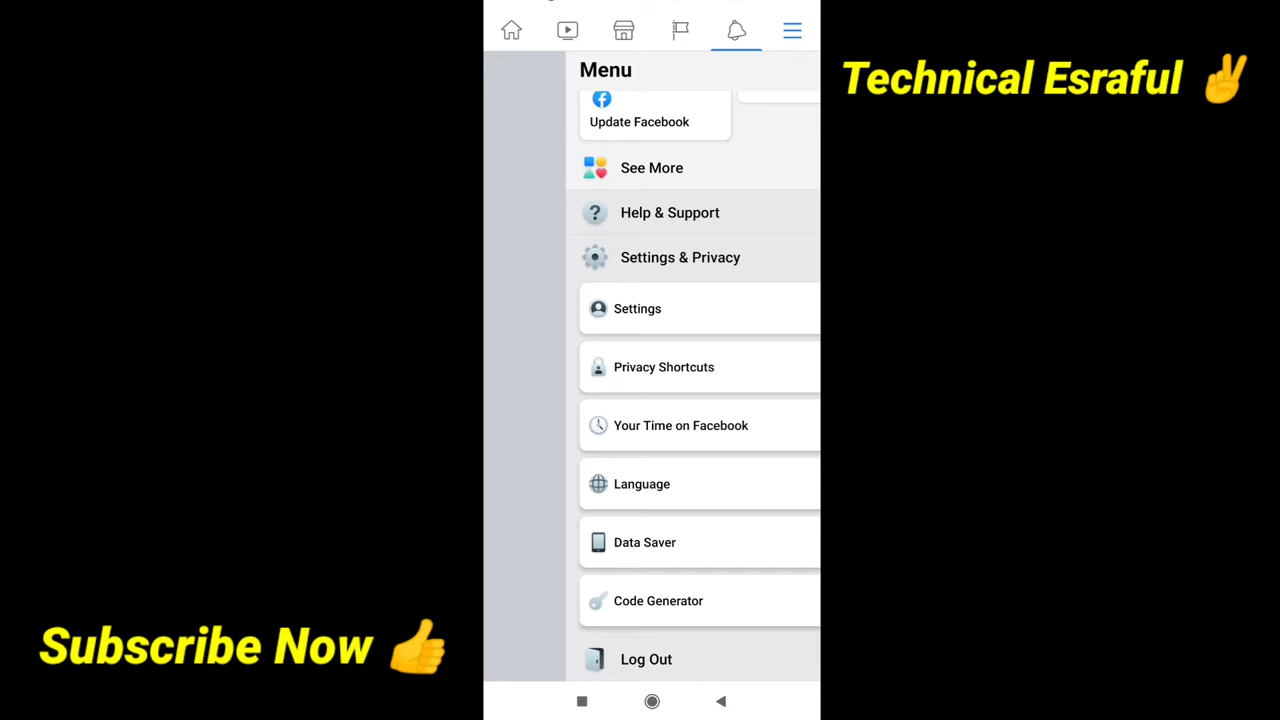 Menu
Technical Esraful ✌
Update Facebook
See More
? Help & Support
Settings & Privacy
Settings
Privacy Shortcuts
Your Time on Facebook
Language
Data Saver
Code Generator
Subscribe Now 👍
Log Out